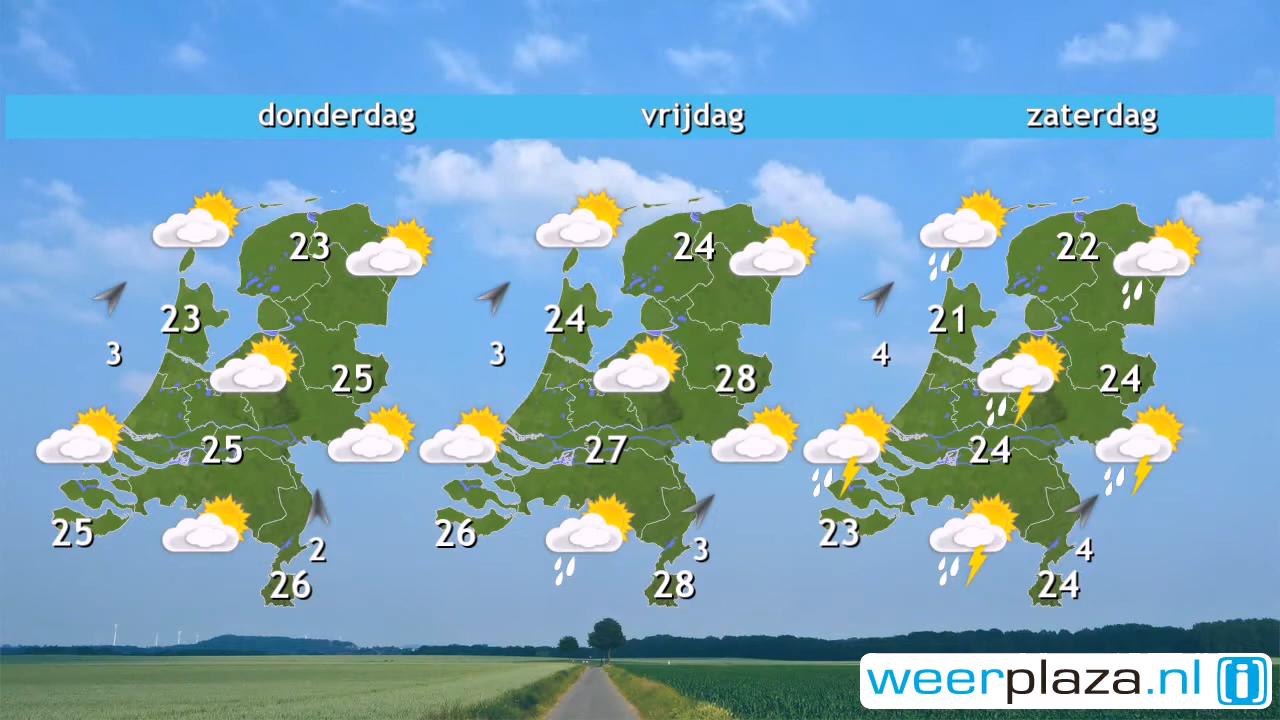 donderdag vrijdag zaterdag
23 24 22
23 24 21
3 3 4
25 28 24
25 27 24
25 26 23
2 3 4
26 28 24
weerplaza.nl